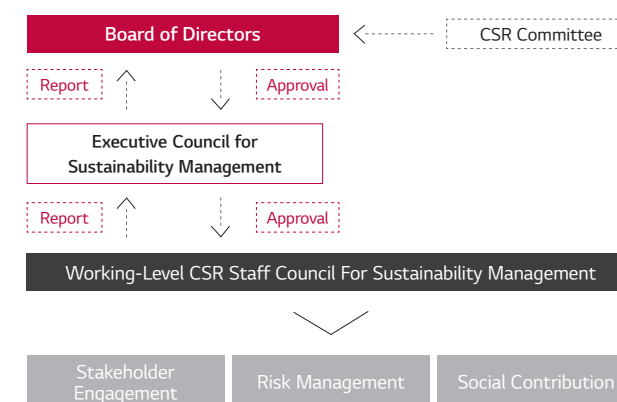 Board of Directors
CSR Committee
Report
Approval
Executive Council for
Sustainability Management
Report
Approval
Working-Level CSR Staff Council For Sustainability Management
Stakeholder
Engagement
Risk Management
Social Contribution